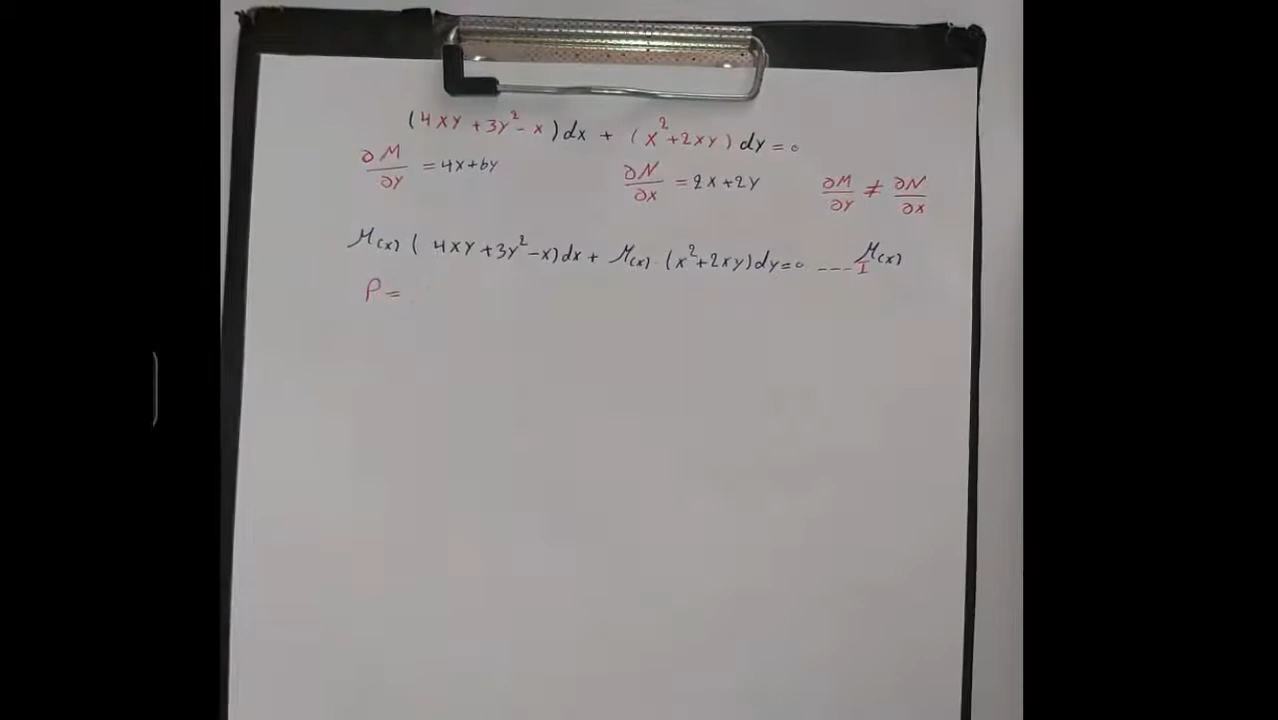 (4xy + 3y² - x) dx + (x² + 2xy) dy = 0
∂M/∂y = 4x + 6y ∂N/∂x = 2x + 2y ∂M/∂y ≠ ∂N/∂x
μ(x) (4xy + 3y² - x) dx + μ(x) · (x² + 2xy) dy = 0 ---- I μ(x)
P =